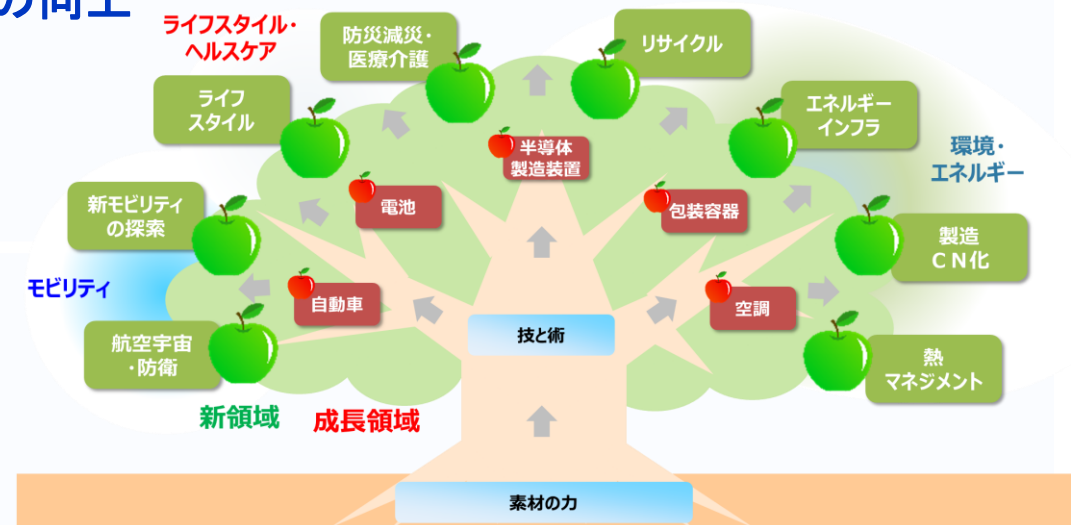 の向上
ライフスタイル・
ヘルスケア
防災減災・
医療介護
リサイクル
ライフ
スタイル
エネルギー
インフラ
半導体
製造装置
環境・
エネルギー
新モビリティ
の探索
電池
包装容器
製造
ＣＮ化
モビリティ
自動車
空調
航空宇宙
・防衛
技と術
熱
マネジメント
新領域
成長領域
素材の力